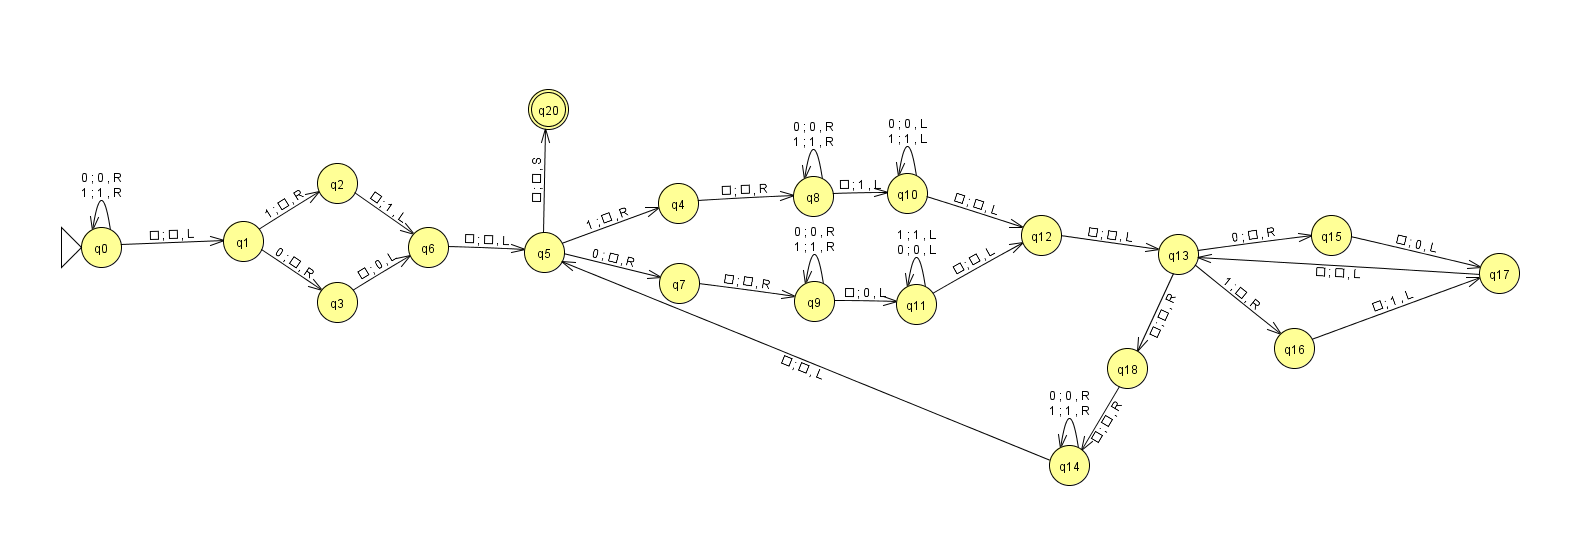 q20
□ ; □ , S
0 ; 0 , R
1 ; 1 , R
q0
□ ; □ , L
q1
1 ; □ , R
q2
□ ; 1 , L
0 ; □ , R
q3
□ ; 0 , L
q6
□ ; □ , L
q5
1 ; □ , R
q4
□ ; □ , R
0 ; 0 , R
1 ; 1 , R
q8
□ ; 1 , L
0 ; 0 , L
1 ; 1 , L
q10
□ ; □ , L
0 ; □ , R
q7
□ ; □ , R
0 ; 0 , R
1 ; 1 , R
q9
□ ; 0 , L
1 ; 1 , L
0 ; 0 , L
q11
□ ; □ , L
q12
□ ; □ , L
q13
0 ; □ , R
q15
□ ; 0 , L
q17
□ ; □ , L
1 ; □ , R
q16
□ ; 1 , L
□ ; □ , R
q18
□ ; □ , R
0 ; 0 , R
1 ; 1 , R
q14
□ ; □ , L